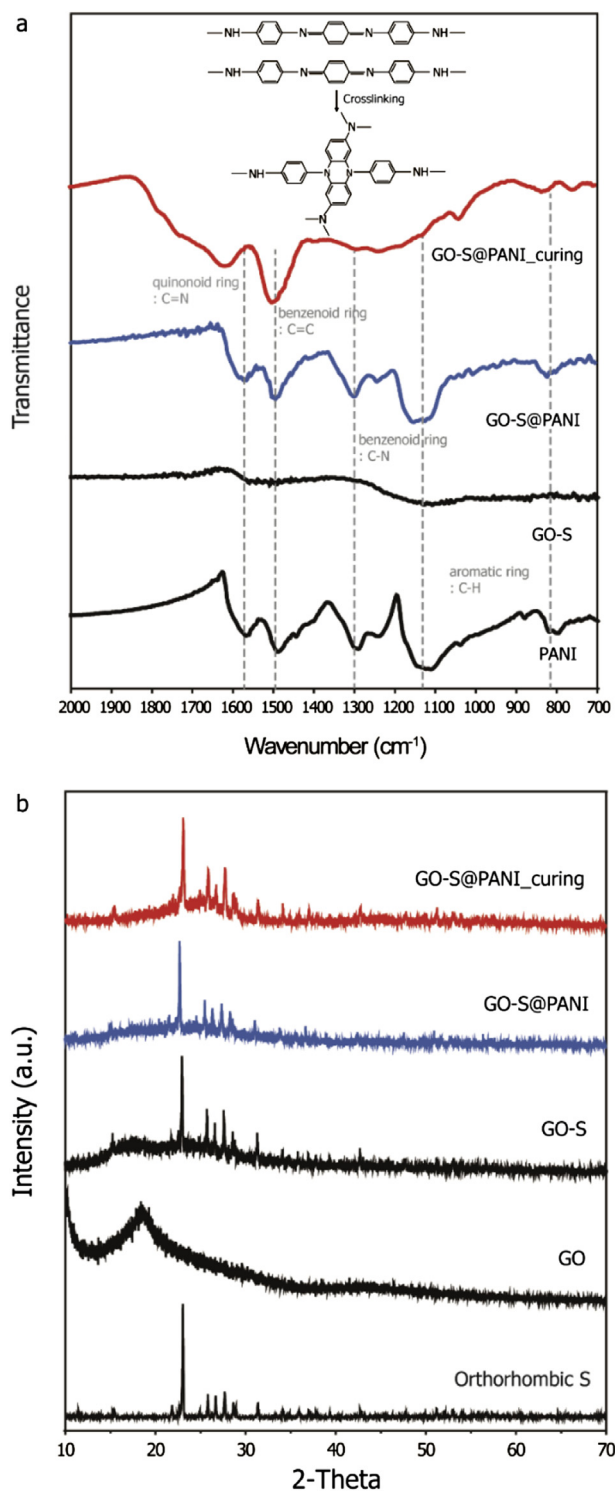 a
NH N N NH
NH N N NH
Crosslinking
N
NH N N NH
N
GO-S@PANI_curing
quinonoid ring
: C=N
benzenoid ring
: C=C
GO-S@PANI
benzenoid ring
: C-N
GO-S
aromatic ring
: C-H
PANI
Transmittance
2000 1900 1800 1700 1600 1500 1400 1300 1200 1100 1000 900 800 700
Wavenumber (cm⁻¹)
b
GO-S@PANI_curing
GO-S@PANI
GO-S
GO
Orthorhombic S
Intensity (a.u.)
10 20 30 40 50 60 70
2-Theta